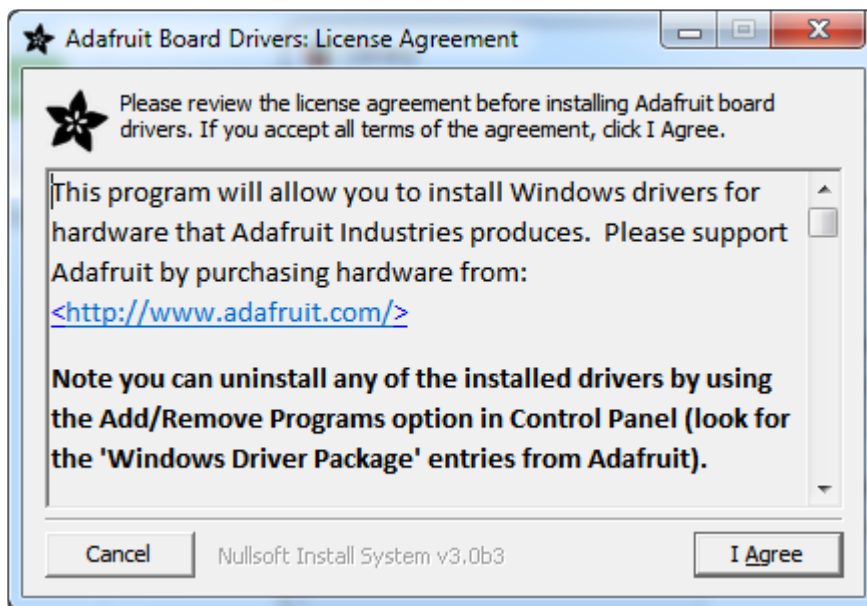 Adafruit Board Drivers: License Agreement
Please review the license agreement before installing Adafruit board
drivers. If you accept all terms of the agreement, click I Agree.
This program will allow you to install Windows drivers for
hardware that Adafruit Industries produces.  Please support
Adafruit by purchasing hardware from:
<http://www.adafruit.com/>
Note you can uninstall any of the installed drivers by using
the Add/Remove Programs option in Control Panel (look for
the 'Windows Driver Package' entries from Adafruit).
Cancel Nullsoft Install System v3.0b3 I Agree